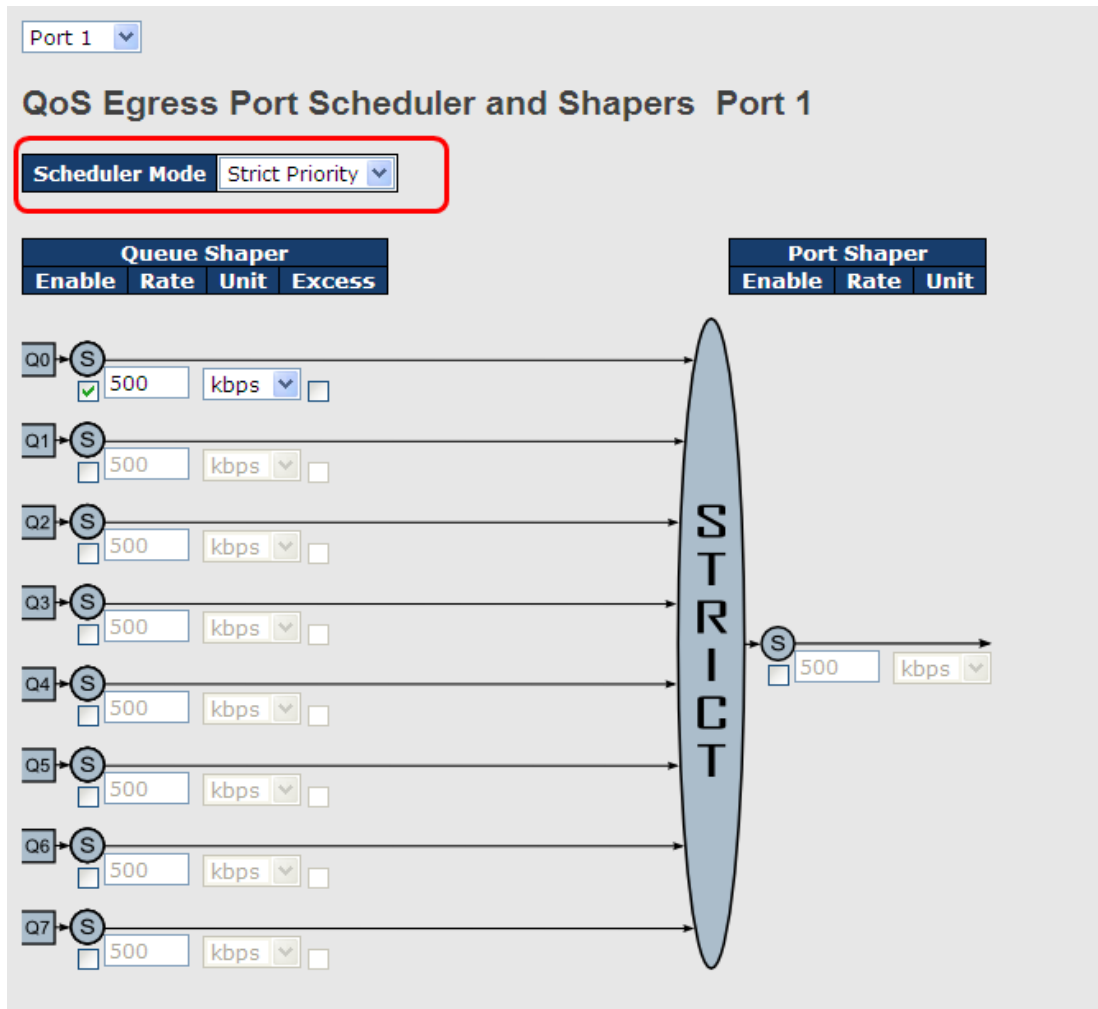 Port 1
QoS Egress Port Scheduler and Shapers Port 1
Scheduler Mode Strict Priority
Queue Shaper
Enable Rate Unit Excess
Port Shaper
Enable Rate Unit
Q0 S
500 kbps
Q1 S
500 kbps
Q2 S
500 kbps
Q3 S
500 kbps
Q4 S
500 kbps
Q5 S
500 kbps
Q6 S
500 kbps
Q7 S
500 kbps
STRICT
S
500 kbps